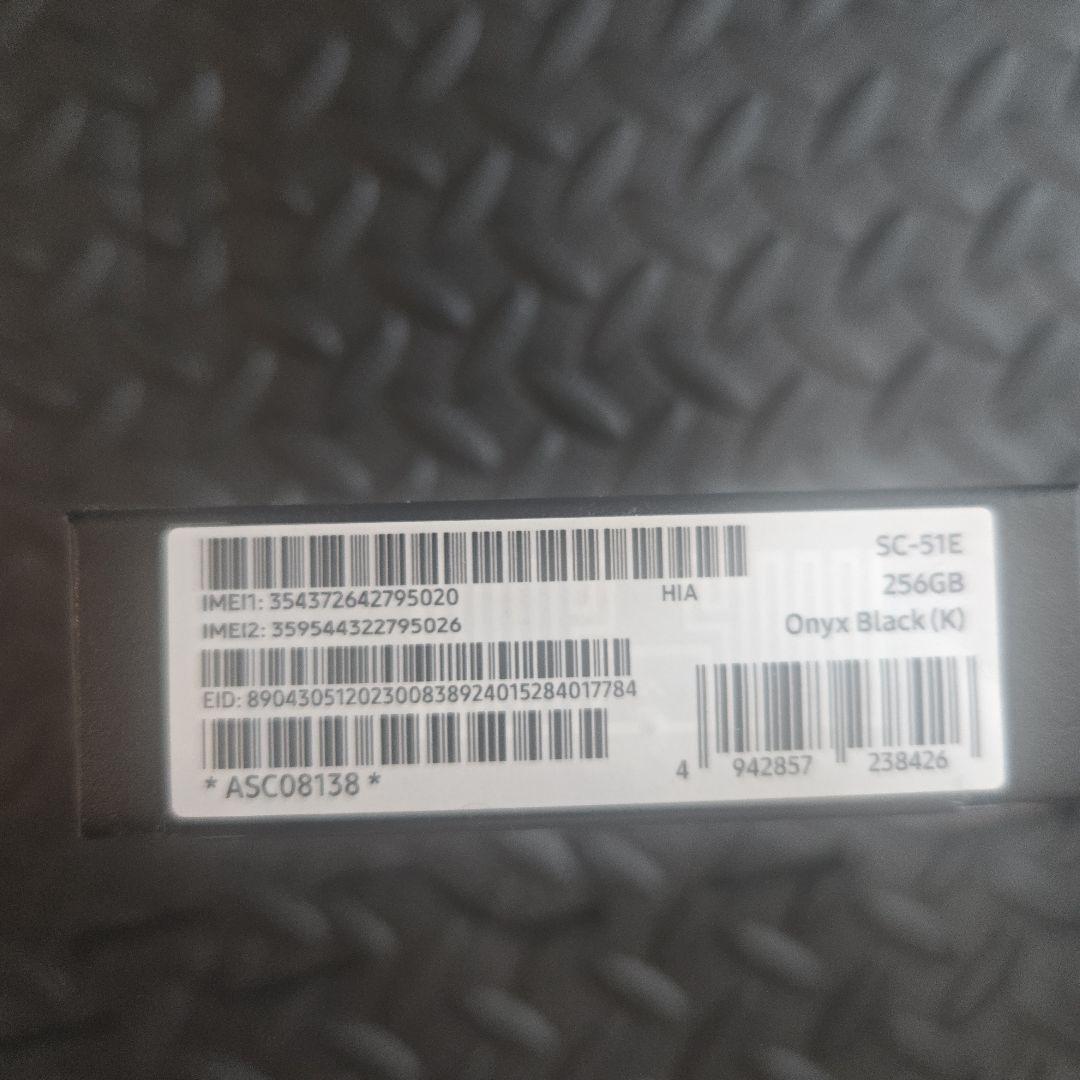 IMEI1: 354372642795020
HIA
IMEI2: 359544322795026
EID: 89043051202300838924015284017784
* ASC08138 *
SC-51E
256GB
Onyx Black (K)
4 942857 238426